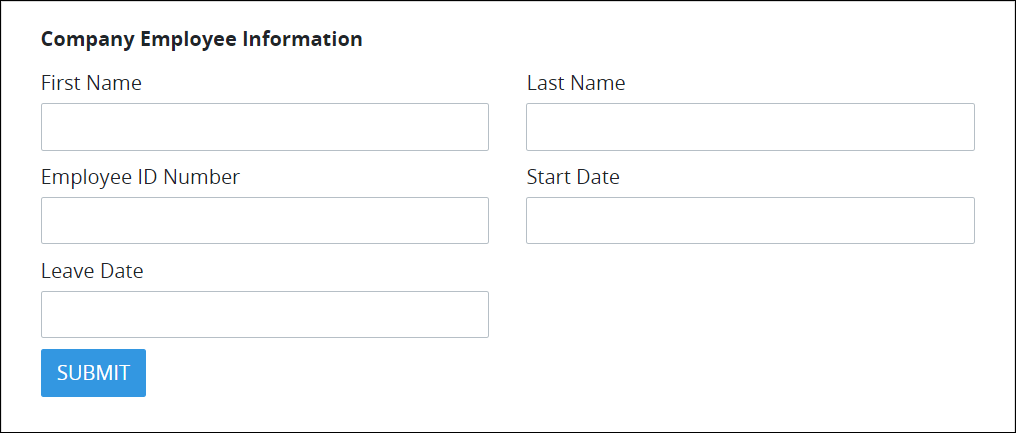 Company Employee Information
First Name
Last Name
Employee ID Number
Start Date
Leave Date
SUBMIT